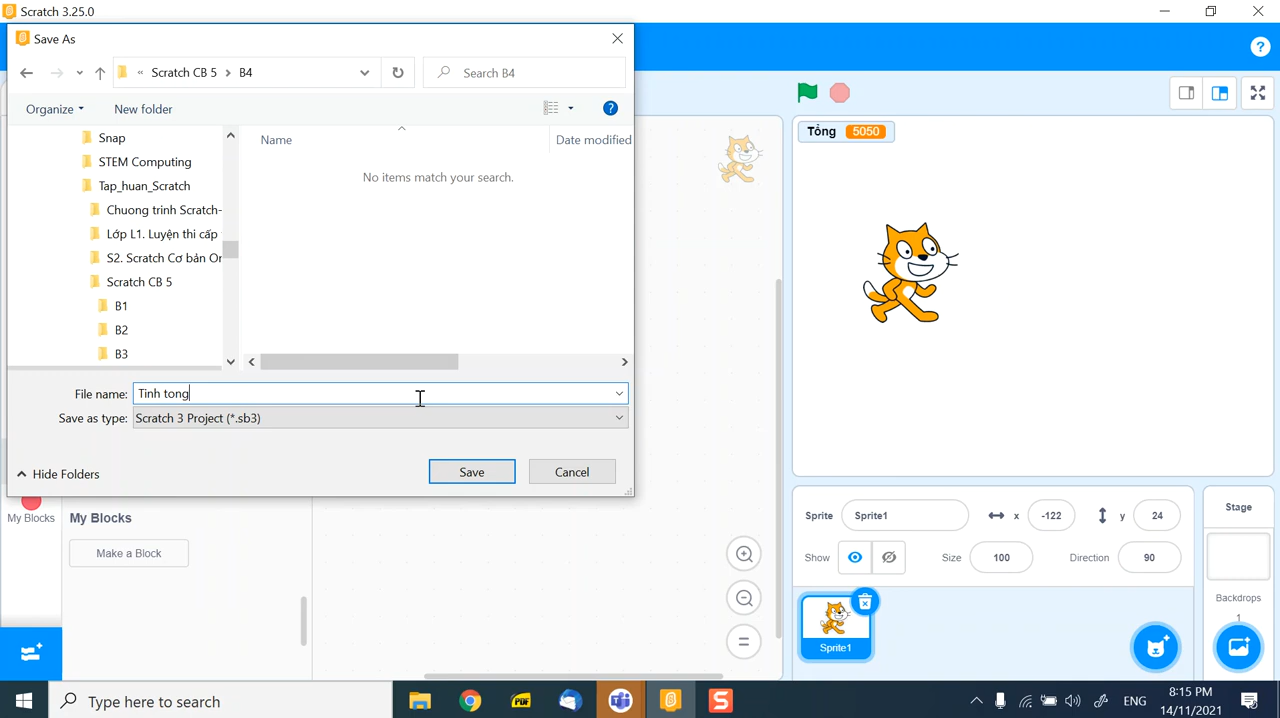 Scratch 3.25.0
Save As
« Scratch CB 5 › B4
Search B4
Organize
New folder
Name
Date modified
No items match your search.
Snap
STEM Computing
Tap_huan_Scratch
Chuong trinh Scratch-
Lớp L1. Luyện thi cấp
S2. Scratch Cơ bản Or
Scratch CB 5
B1
B2
B3
File name: Tinh tong
Save as type: Scratch 3 Project (*.sb3)
Hide Folders
Save
Cancel
My Blocks
My Blocks
Make a Block
Tổng 5050
Sprite Sprite1 x -122 y 24
Show Size 100 Direction 90
Sprite1
Stage
Backdrops
1
Type here to search
PDF
S
ENG
8:15 PM
14/11/2021